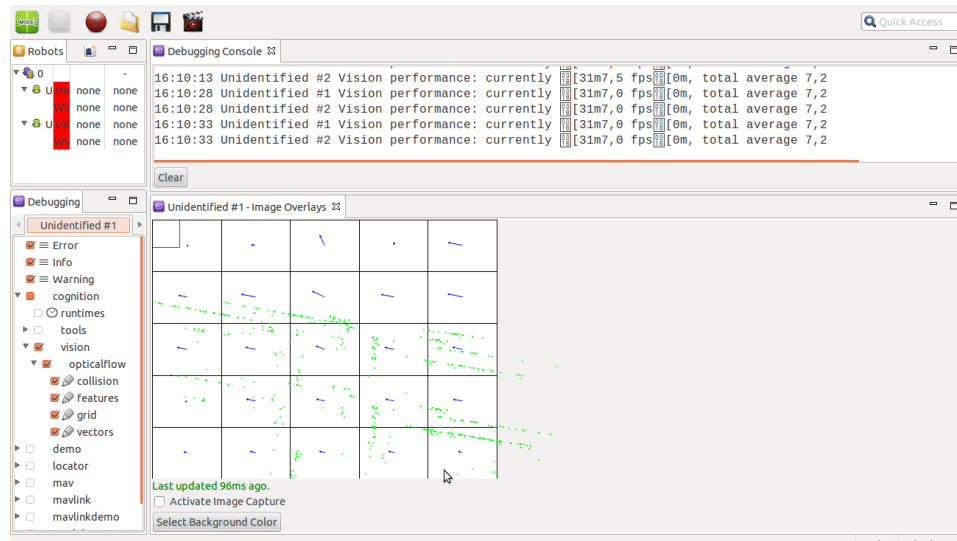 MODE
Quick Access
Robots
Debugging Console
0 -
U 0% none none
WV none none
U 0% none none
WV none none
16:10:13 Unidentified #2 Vision performance: currently [31m7,5 fps[0m, total average 7,2
16:10:28 Unidentified #1 Vision performance: currently [31m7,0 fps[0m, total average 7,2
16:10:28 Unidentified #2 Vision performance: currently [31m7,0 fps[0m, total average 7,2
16:10:33 Unidentified #1 Vision performance: currently [31m7,0 fps[0m, total average 7,2
16:10:33 Unidentified #2 Vision performance: currently [31m7,0 fps[0m, total average 7,2
Clear
Debugging
Unidentified #1
Error
Info
Warning
cognition
runtimes
tools
vision
opticalflow
collision
features
grid
vectors
demo
locator
mav
mavlink
mavlinkdemo
Unidentified #1 - Image Overlays
Last updated 96ms ago.
Activate Image Capture
Select Background Color